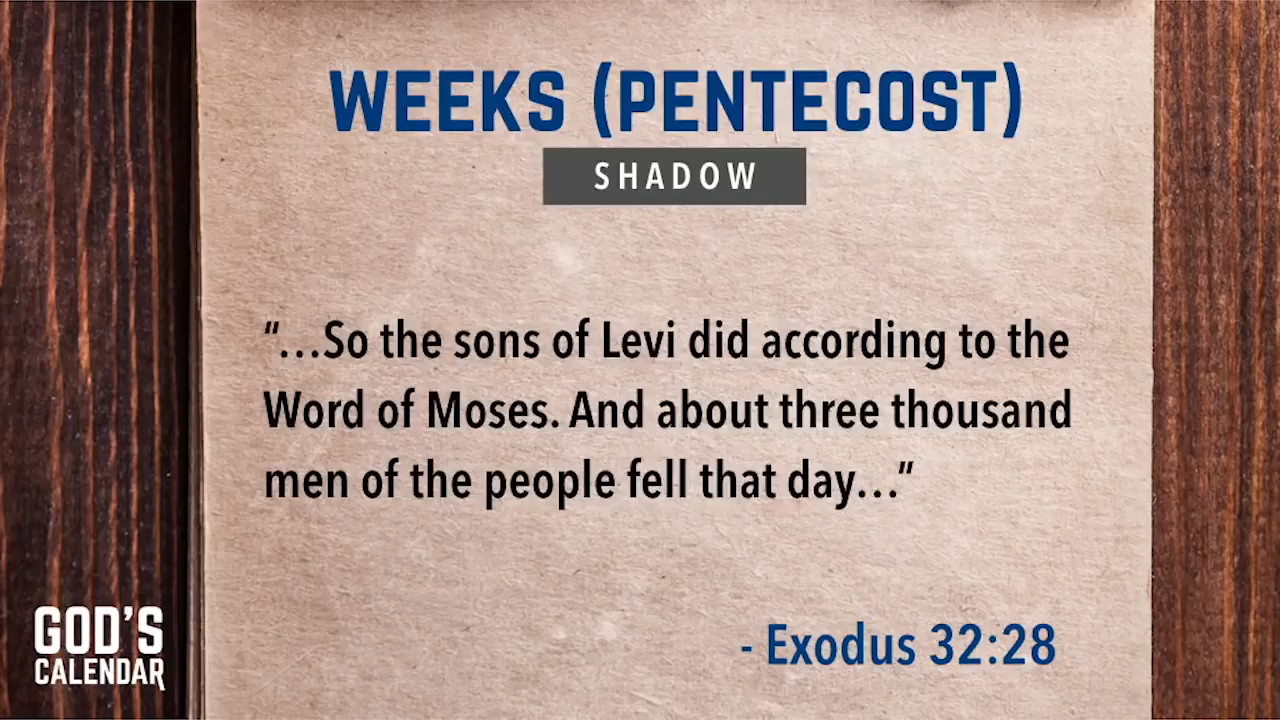 WEEKS (PENTECOST)
SHADOW
“…So the sons of Levi did according to the
Word of Moses. And about three thousand
men of the people fell that day…”
- Exodus 32:28
GOD'S
CALENDAR